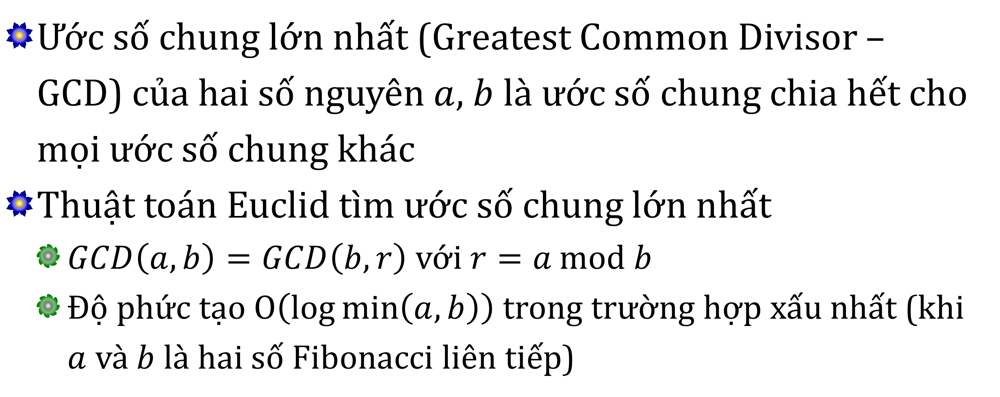 Ước số chung lớn nhất (Greatest Common Divisor –
GCD) của hai số nguyên a, b là ước số chung chia hết cho
mọi ước số chung khác
Thuật toán Euclid tìm ước số chung lớn nhất
GCD(a, b) = GCD(b, r) với r = a mod b
Độ phức tạo O(log min(a, b)) trong trường hợp xấu nhất (khi
a và b là hai số Fibonacci liên tiếp)